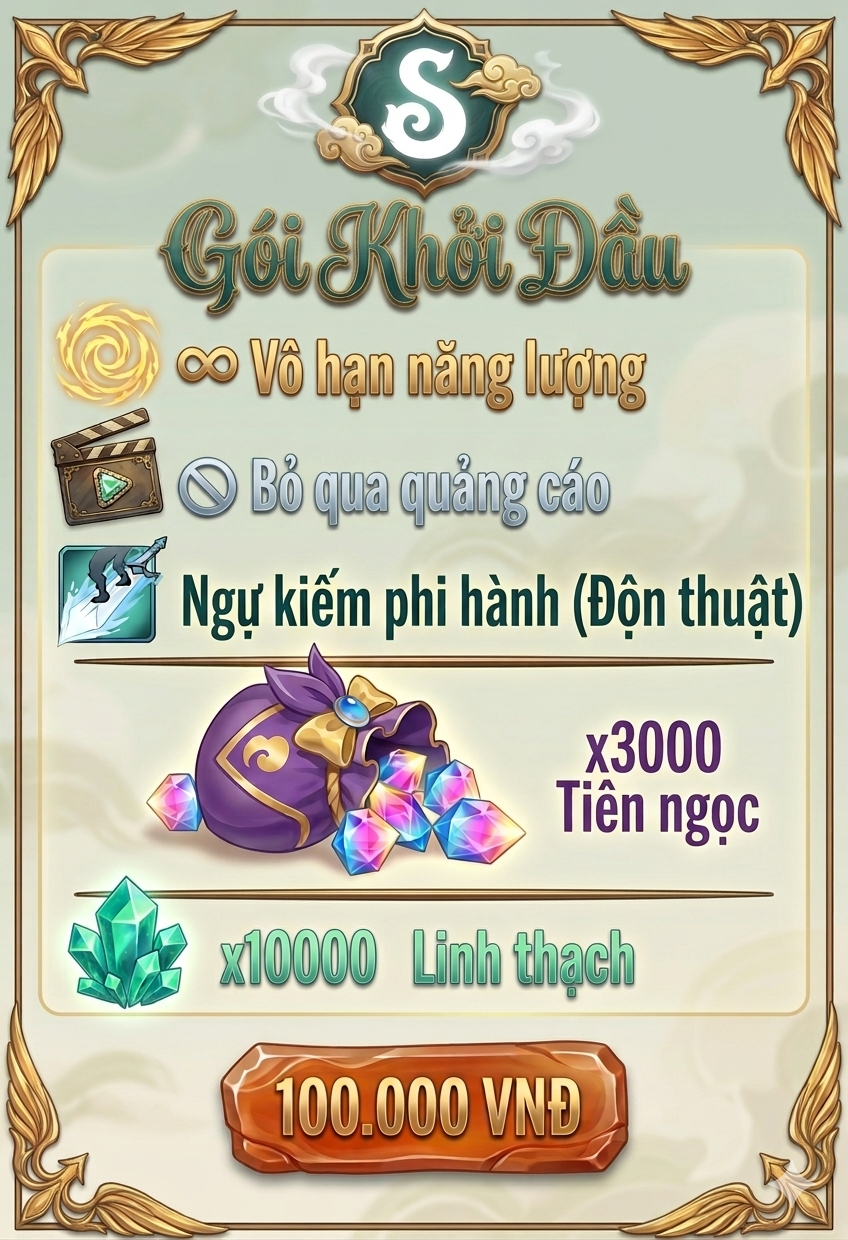 S
Gói Khởi Đầu
∞ Vô hạn năng lượng
Bỏ qua quảng cáo
Ngự kiếm phi hành (Độn thuật)
x3000
Tiên ngọc
x10000 Linh thạch
100.000 VNĐ